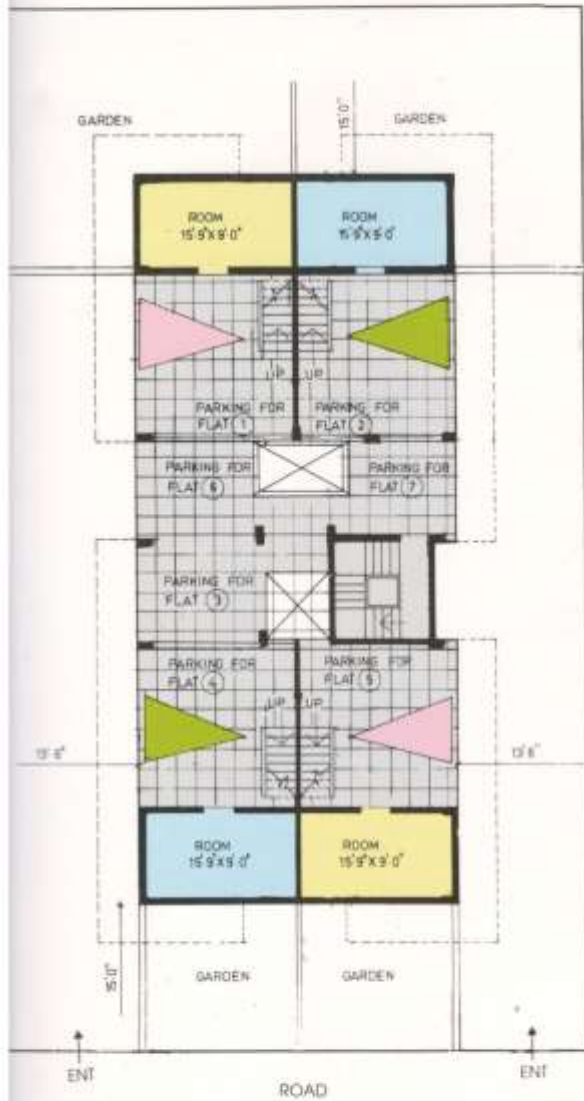 GARDEN
GARDEN
15'0"
ROOM
15'9"X9'0"
ROOM
15'9"X9'0"
UP
UP
PARKING FOR
FLAT 1
PARKING FOR
FLAT 2
PARKING FOR
FLAT 6
PARKING FOR
FLAT 7
PARKING FOR
FLAT 3
PARKING FOR
FLAT 4
PARKING FOR
FLAT 5
UP
UP
13'6"
13'6"
ROOM
15'9"X9'0"
ROOM
15'9"X9'0"
15'0"
GARDEN
GARDEN
ENT
ROAD
ENT